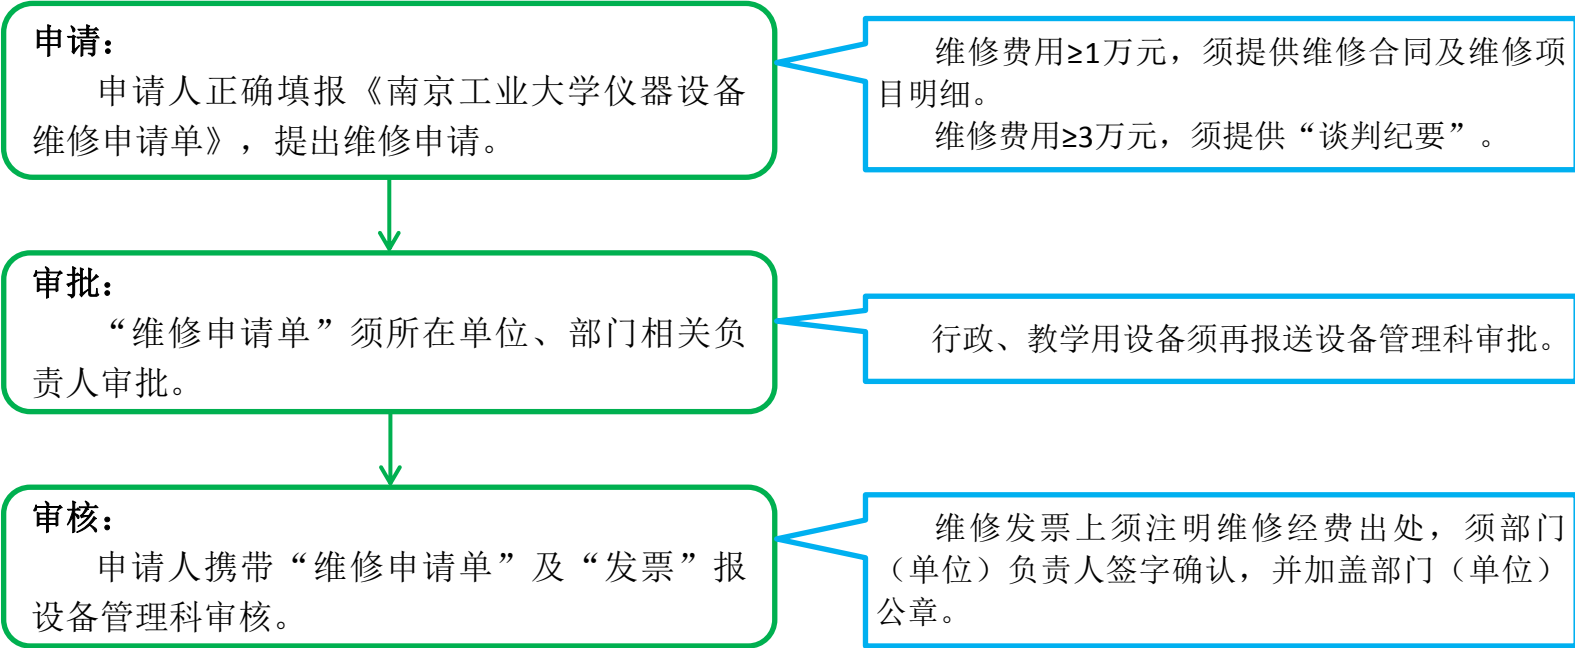 申请：
申请人正确填报《南京工业大学仪器设备
维修申请单》，提出维修申请。
维修费用≥1万元，须提供维修合同及维修项
目明细。
维修费用≥3万元，须提供“谈判纪要”。
审批：
“维修申请单”须所在单位、部门相关负
责人审批。
行政、教学用设备须再报送设备管理科审批。
审核：
申请人携带“维修申请单”及“发票”报
设备管理科审核。
维修发票上须注明维修经费出处，须部门
（单位）负责人签字确认，并加盖部门（单位）
公章。